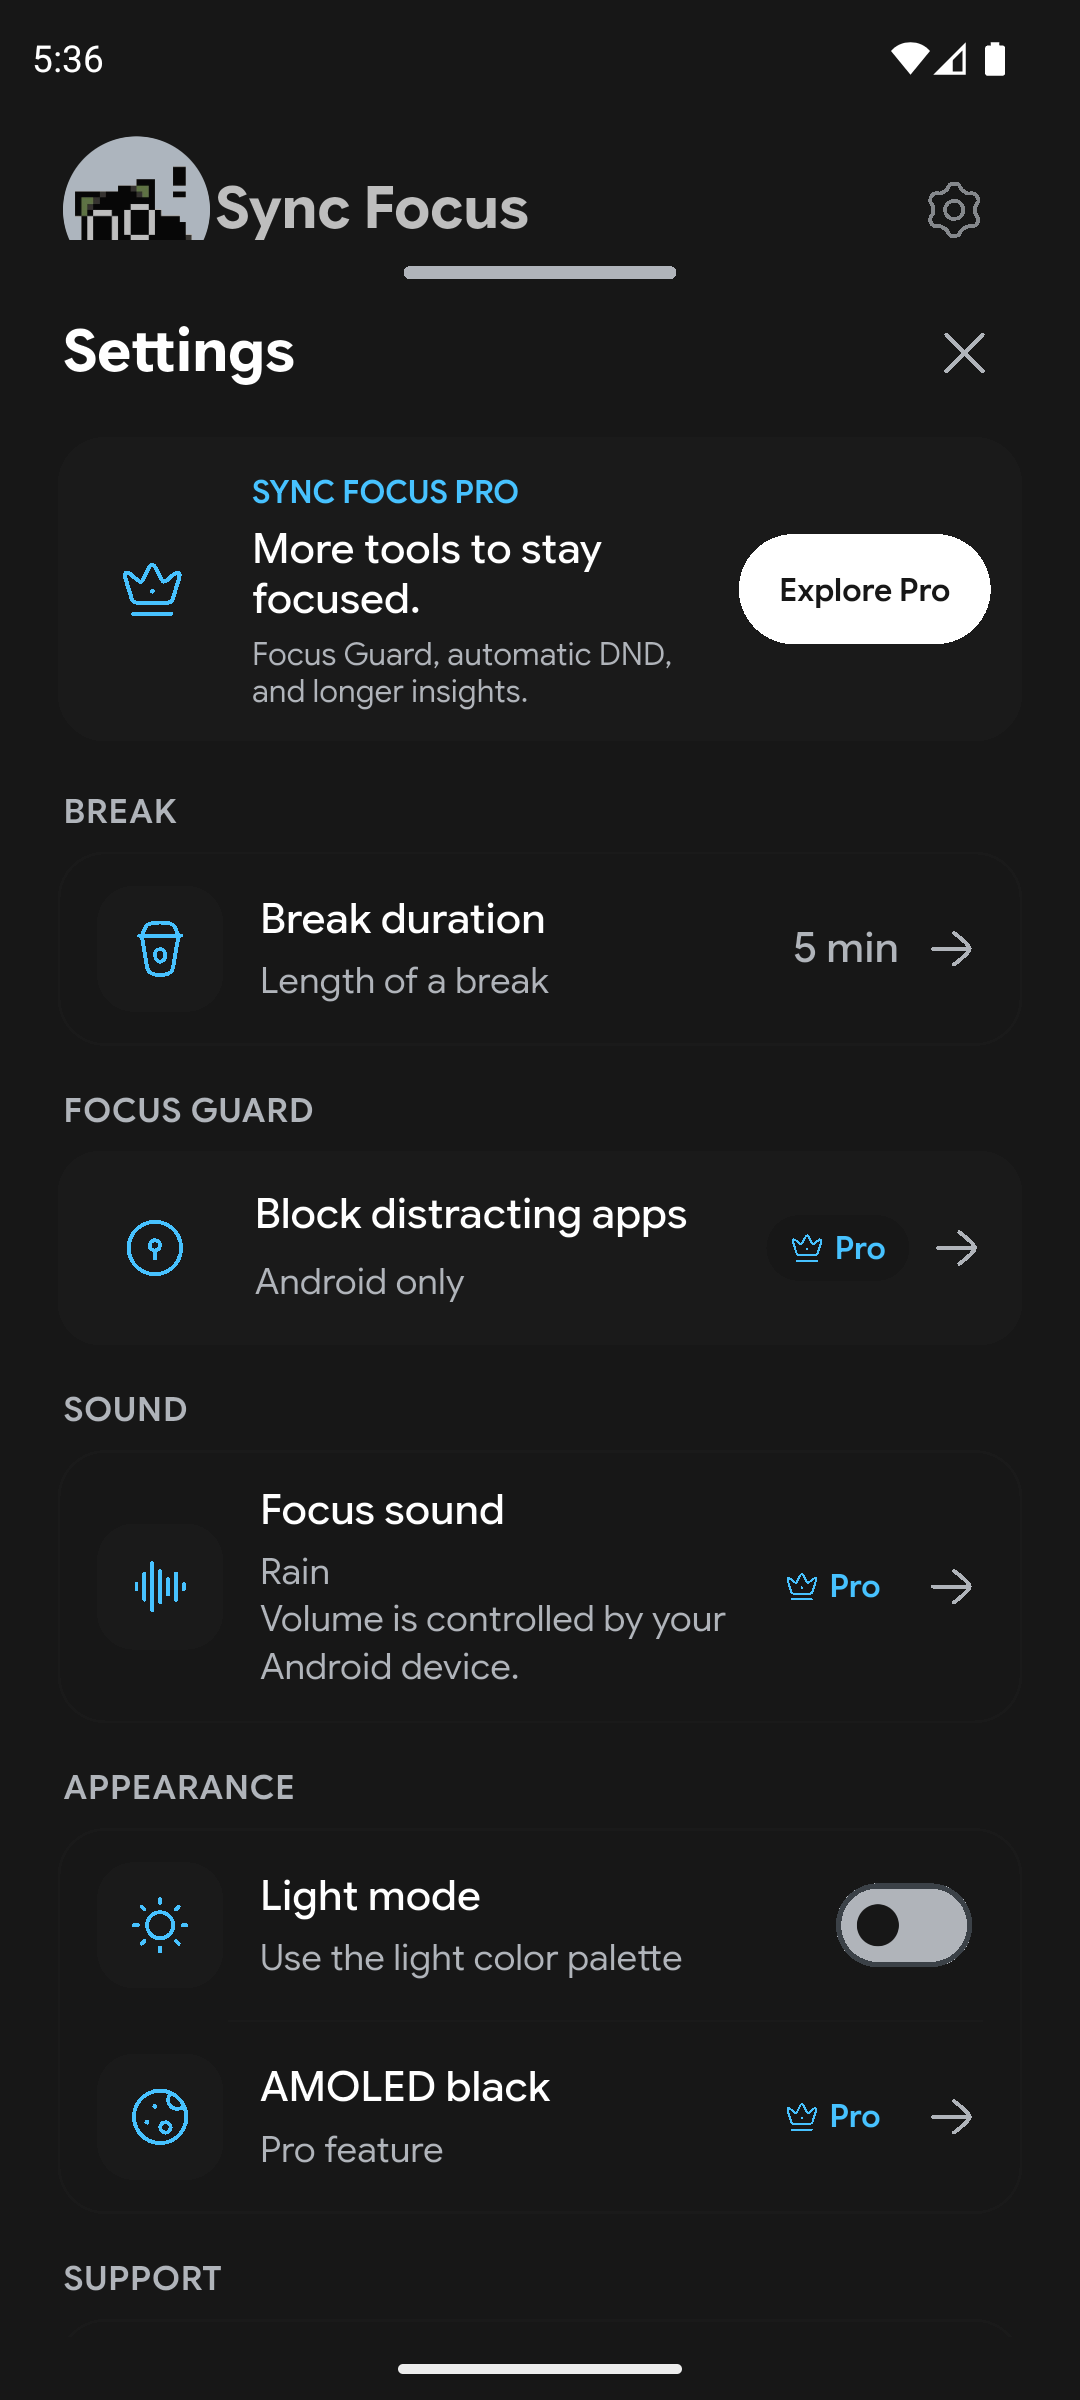 5:36
Sync Focus
Settings
SYNC FOCUS PRO
More tools to stay
focused.
Focus Guard, automatic DND,
and longer insights.
Explore Pro
BREAK
Break duration
Length of a break
5 min
FOCUS GUARD
Block distracting apps
Android only
Pro
SOUND
Focus sound
Rain
Volume is controlled by your
Android device.
Pro
APPEARANCE
Light mode
Use the light color palette
AMOLED black
Pro feature
Pro
SUPPORT